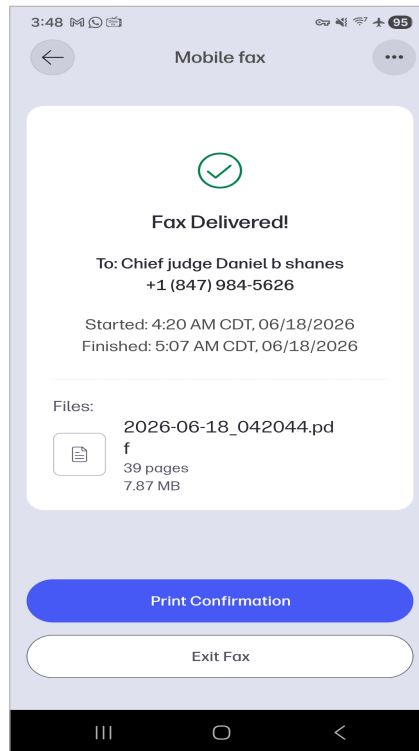 3:48
95
Mobile fax
Fax Delivered!
To: Chief judge Daniel b shanes
+1 (847) 984-5626
Started: 4:20 AM CDT, 06/18/2026
Finished: 5:07 AM CDT, 06/18/2026
Files:
2026-06-18_042044.pd
f
39 pages
7.87 MB
Print Confirmation
Exit Fax